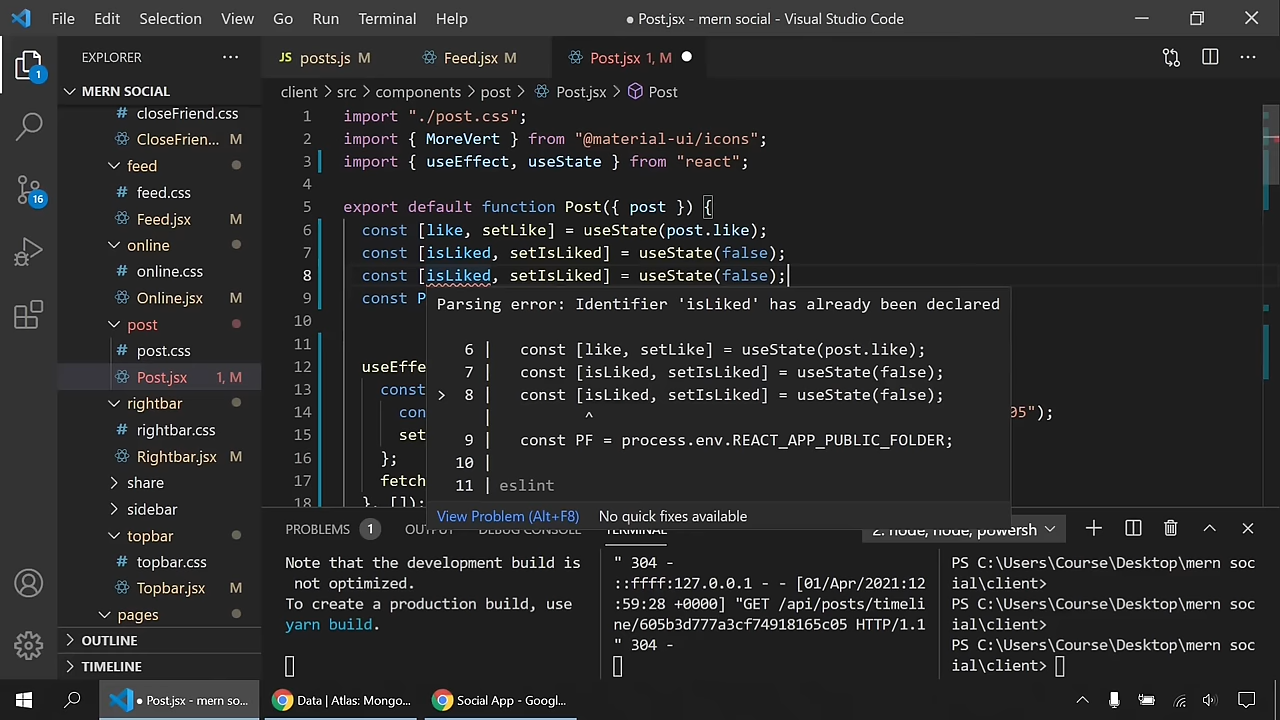 File Edit Selection View Go Run Terminal Help ● Post.jsx - mern social - Visual Studio Code
EXPLORER
MERN SOCIAL
# closeFriend.css
CloseFrien... M
feed
# feed.css
Feed.jsx M
online
# online.css
Online.jsx M
post
# post.css
Post.jsx 1, M
rightbar
# rightbar.css
Rightbar.jsx M
share
sidebar
topbar
# topbar.css
Topbar.jsx M
pages
OUTLINE
TIMELINE
1
16
JS posts.js M Feed.jsx M Post.jsx 1, M
client > src > components > post > Post.jsx > Post
1 import "./post.css";
2 import { MoreVert } from "@material-ui/icons";
3 import { useEffect, useState } from "react";
4
5 export default function Post({ post }) {
6 const [like, setLike] = useState(post.like);
7 const [isLiked, setIsLiked] = useState(false);
8 const [isLiked, setIsLiked] = useState(false);
9 const P
10
11
12 useEffe
13 const
14 con 05");
15 set
16 };
17 fetch
18 }, []);
Parsing error: Identifier 'isLiked' has already been declared
6 | const [like, setLike] = useState(post.like);
7 | const [isLiked, setIsLiked] = useState(false);
> 8 | const [isLiked, setIsLiked] = useState(false);
| ^
9 | const PF = process.env.REACT_APP_PUBLIC_FOLDER;
10 |
11 | eslint
View Problem (Alt+F8) No quick fixes available
PROBLEMS 1 OUTPUT DEBUG CONSOLE TERMINAL 2: node, node, powersh
Note that the development build is
not optimized.
To create a production build, use
yarn build.
" 304 -
::ffff:127.0.0.1 - - [01/Apr/2021:12
:59:28 +0000] "GET /api/posts/timeli
ne/605b3d777a3cf74918165c05 HTTP/1.1
" 304 -
PS C:\Users\Course\Desktop\mern soc
ial\client>
PS C:\Users\Course\Desktop\mern soc
ial\client>
PS C:\Users\Course\Desktop\mern soc
ial\client>
● Post.jsx - mern so... Data | Atlas: Mongo... Social App - Googl...